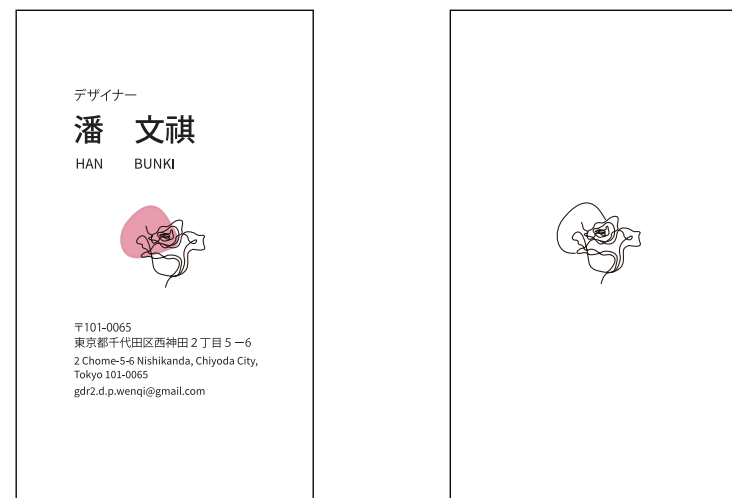 デザイナー
潘　文祺
HAN BUNKI
〒101-0065
東京都千代田区西神田２丁目５ー6
2 Chome-5-6 Nishikanda, Chiyoda City,
Tokyo 101-0065
gdr2.d.p.wenqi@gmail.com